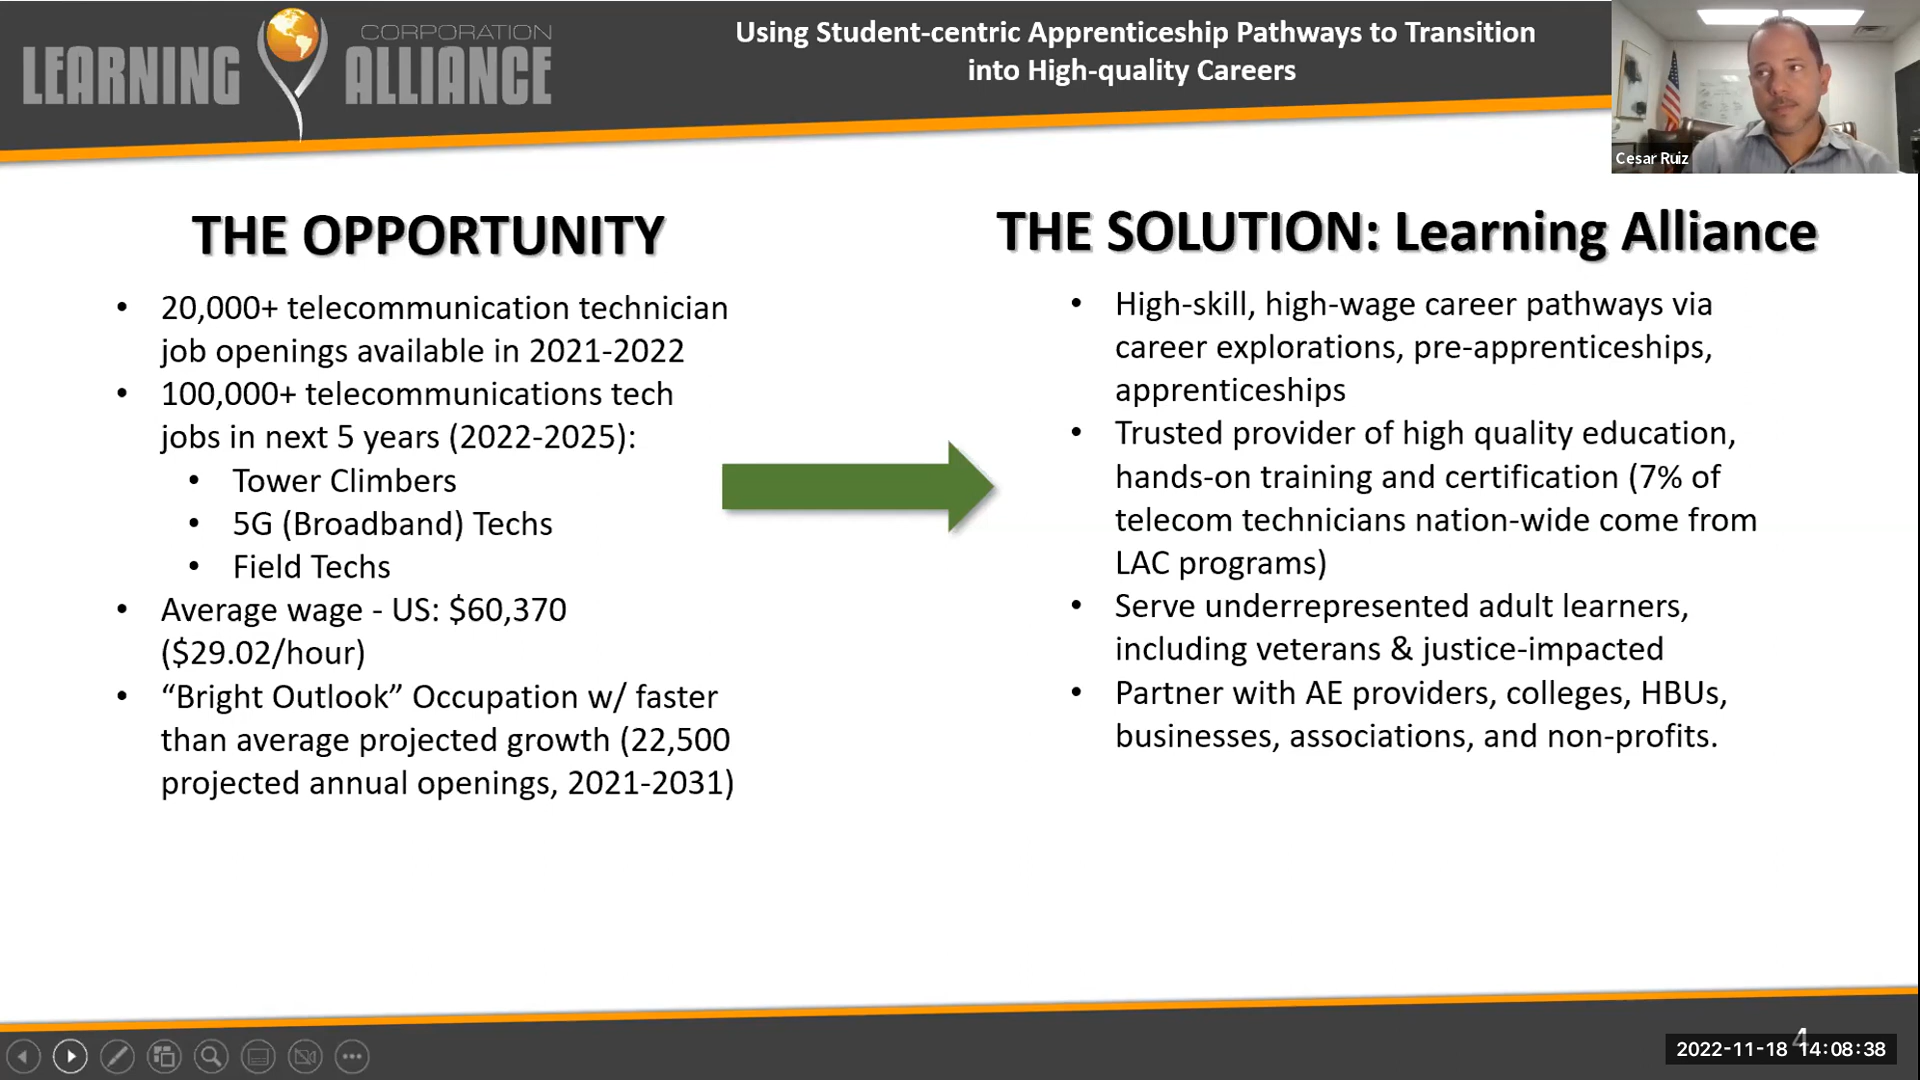 LEARNING CORPORATION ALLIANCE
Using Student-centric Apprenticeship Pathways to Transition
into High-quality Careers
Cesar Ruiz
THE OPPORTUNITY
• 20,000+ telecommunication technician
job openings available in 2021-2022
• 100,000+ telecommunications tech
jobs in next 5 years (2022-2025):
• Tower Climbers
• 5G (Broadband) Techs
• Field Techs
• Average wage - US: $60,370
($29.02/hour)
• “Bright Outlook” Occupation w/ faster
than average projected growth (22,500
projected annual openings, 2021-2031)
THE SOLUTION: Learning Alliance
• High-skill, high-wage career pathways via
career explorations, pre-apprenticeships,
apprenticeships
• Trusted provider of high quality education,
hands-on training and certification (7% of
telecom technicians nation-wide come from
LAC programs)
• Serve underrepresented adult learners,
including veterans & justice-impacted
• Partner with AE providers, colleges, HBUs,
businesses, associations, and non-profits.
4
2022-11-18 14:08:38